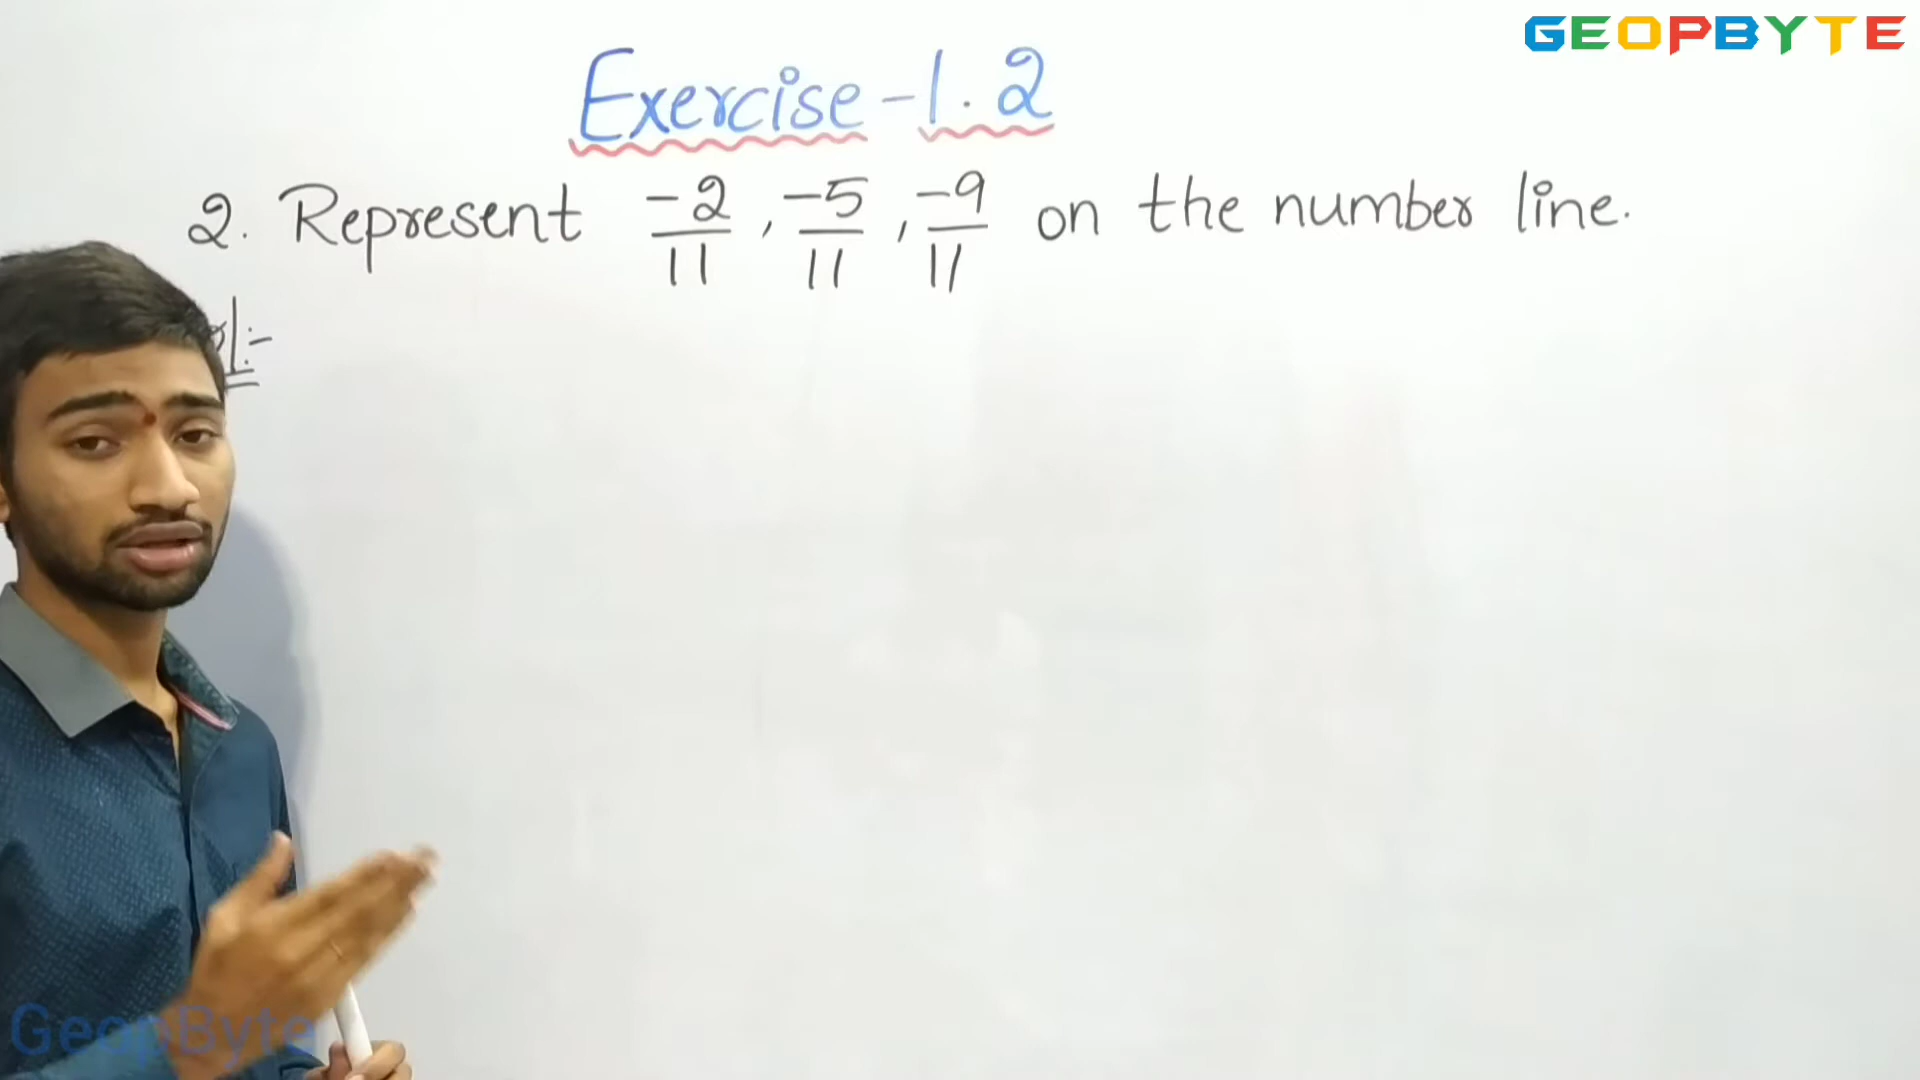 GEOPBYTE
Exercise-1.2
2. Represent -2/11, -5/11, -9/11 on the number line.
GeopByte